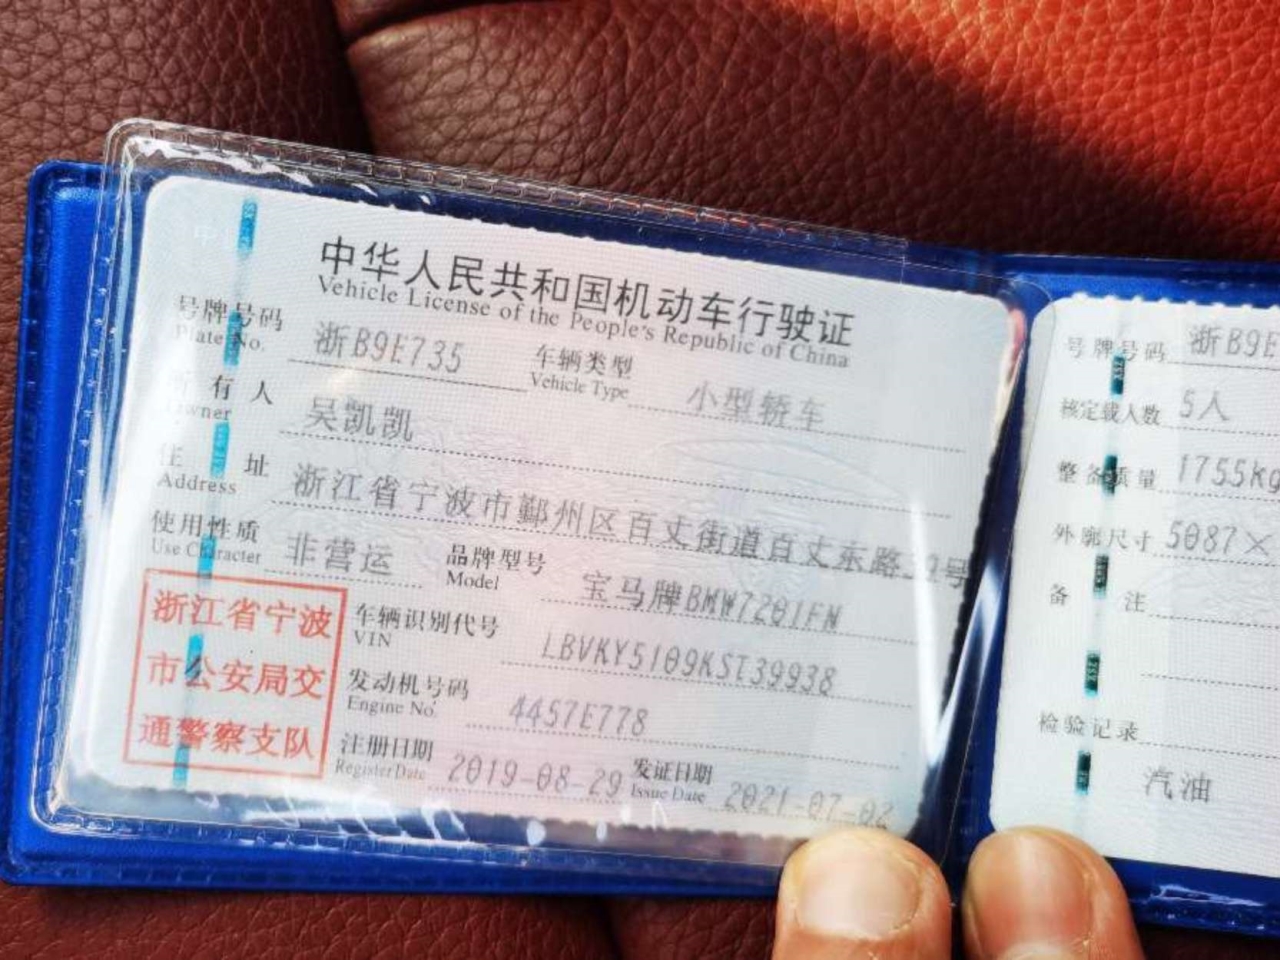 中华人民共和国机动车行驶证
Vehicle License of the People's Republic of China
号牌号码 浙B9E735 车辆类型 小型轿车
Plate No. Vehicle Type
所有人 吴凯凯
Owner
住址 浙江省宁波市鄞州区百丈街道百丈东路 号
Address
使用性质 非营运 品牌型号 宝马牌BMW7201FM
Use Character Model
浙江省宁波
市公安局交
通警察支队
车辆识别代号 LBVKY5109KST39938
VIN
发动机号码 4457E778
Engine No.
注册日期 2019-08-29 发证日期 2021-07-02
Register Date Issue Date
号牌号码 浙B9E
核定载人数 5人
整备质量 1755kg
外廓尺寸 5087×
备注
检验记录
汽油